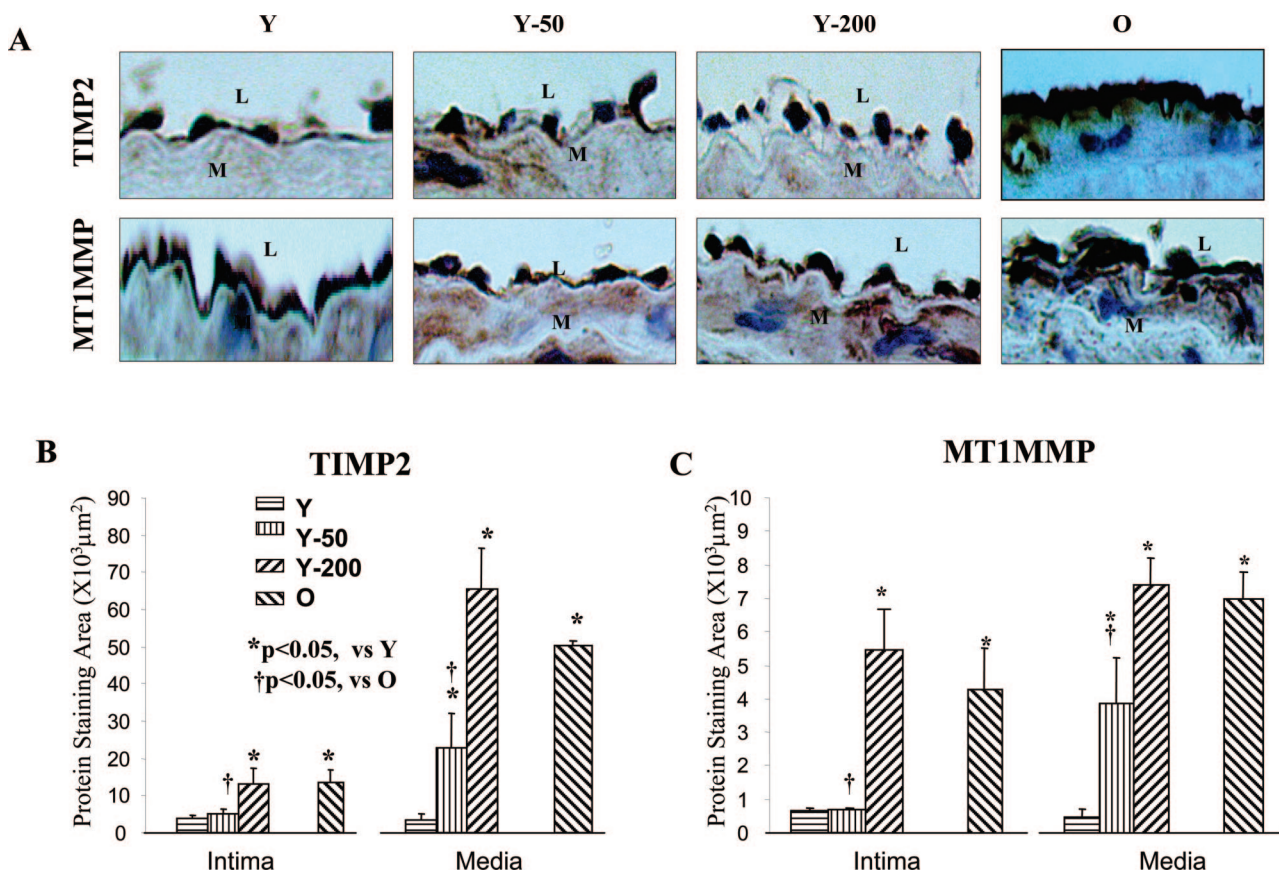 Y Y-50 Y-200 O
A
TIMP2
L L L
M M M
MT1MMP
L L L L
M M M M
B
TIMP2
Protein Staining Area (X10³µm²)
90
80
70
60
50
40
30
20
10
0
Y
Y-50
Y-200
O
*p<0.05, vs Y
†p<0.05, vs O
† * *
† * * *
Intima Media
C
MT1MMP
Protein Staining Area (X10³µm²)
10
9
8
7
6
5
4
3
2
1
0
† * *
* † * *
Intima Media